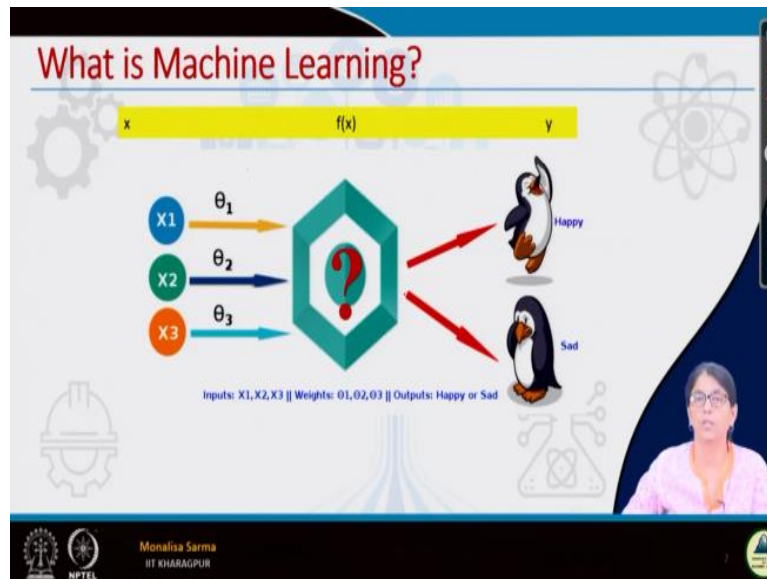 What is Machine Learning?
x f(x) y
X1 θ1
X2 θ2
X3 θ3
?
Happy
Sad
Inputs: X1,X2,X3 || Weights: θ1,θ2,θ3 || Outputs: Happy or Sad
Monalisa Sarma
IIT KHARAGPUR
NPTEL
7